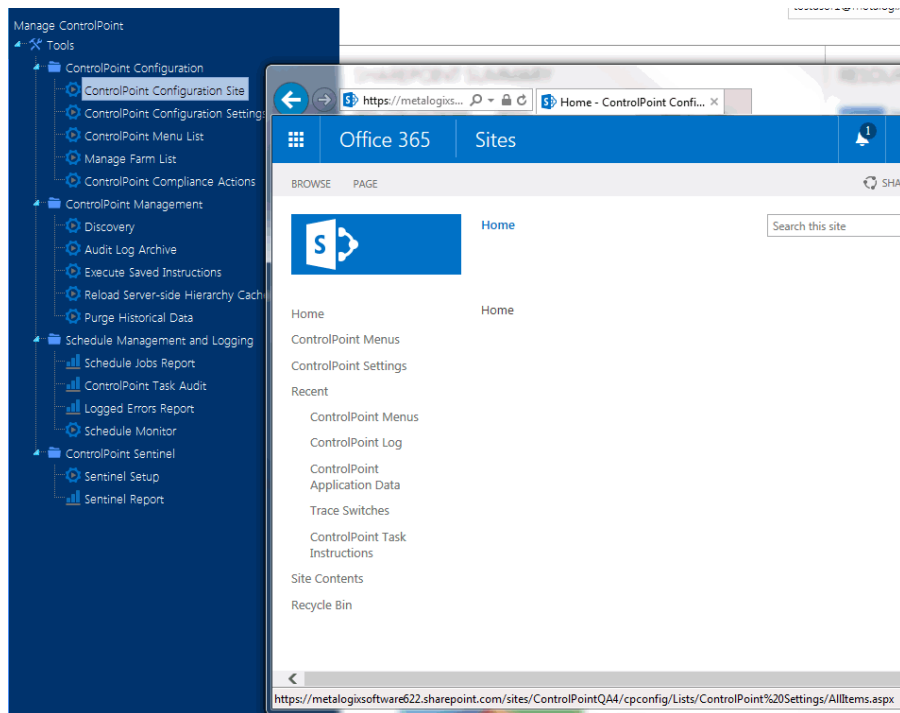 Manage ControlPoint
Tools
ControlPoint Configuration
ControlPoint Configuration Site
ControlPoint Configuration Settings
ControlPoint Menu List
Manage Farm List
ControlPoint Compliance Actions
ControlPoint Management
Discovery
Audit Log Archive
Execute Saved Instructions
Reload Server-side Hierarchy Cach
Purge Historical Data
Schedule Management and Logging
Schedule Jobs Report
ControlPoint Task Audit
Logged Errors Report
Schedule Monitor
ControlPoint Sentinel
Sentinel Setup
Sentinel Report
SHAREPOINT SUMMARY
https://metalogixs...
Home - ControlPoint Confi...
Office 365
Sites
1
BROWSE PAGE
SHA
S
Home
Search this site
Home
Home
ControlPoint Menus
ControlPoint Settings
Recent
ControlPoint Menus
ControlPoint Log
ControlPoint
Application Data
Trace Switches
ControlPoint Task
Instructions
Site Contents
Recycle Bin
https://metalogixsoftware622.sharepoint.com/sites/ControlPointQA4/cpconfig/Lists/ControlPoint%20Settings/AllItems.aspx